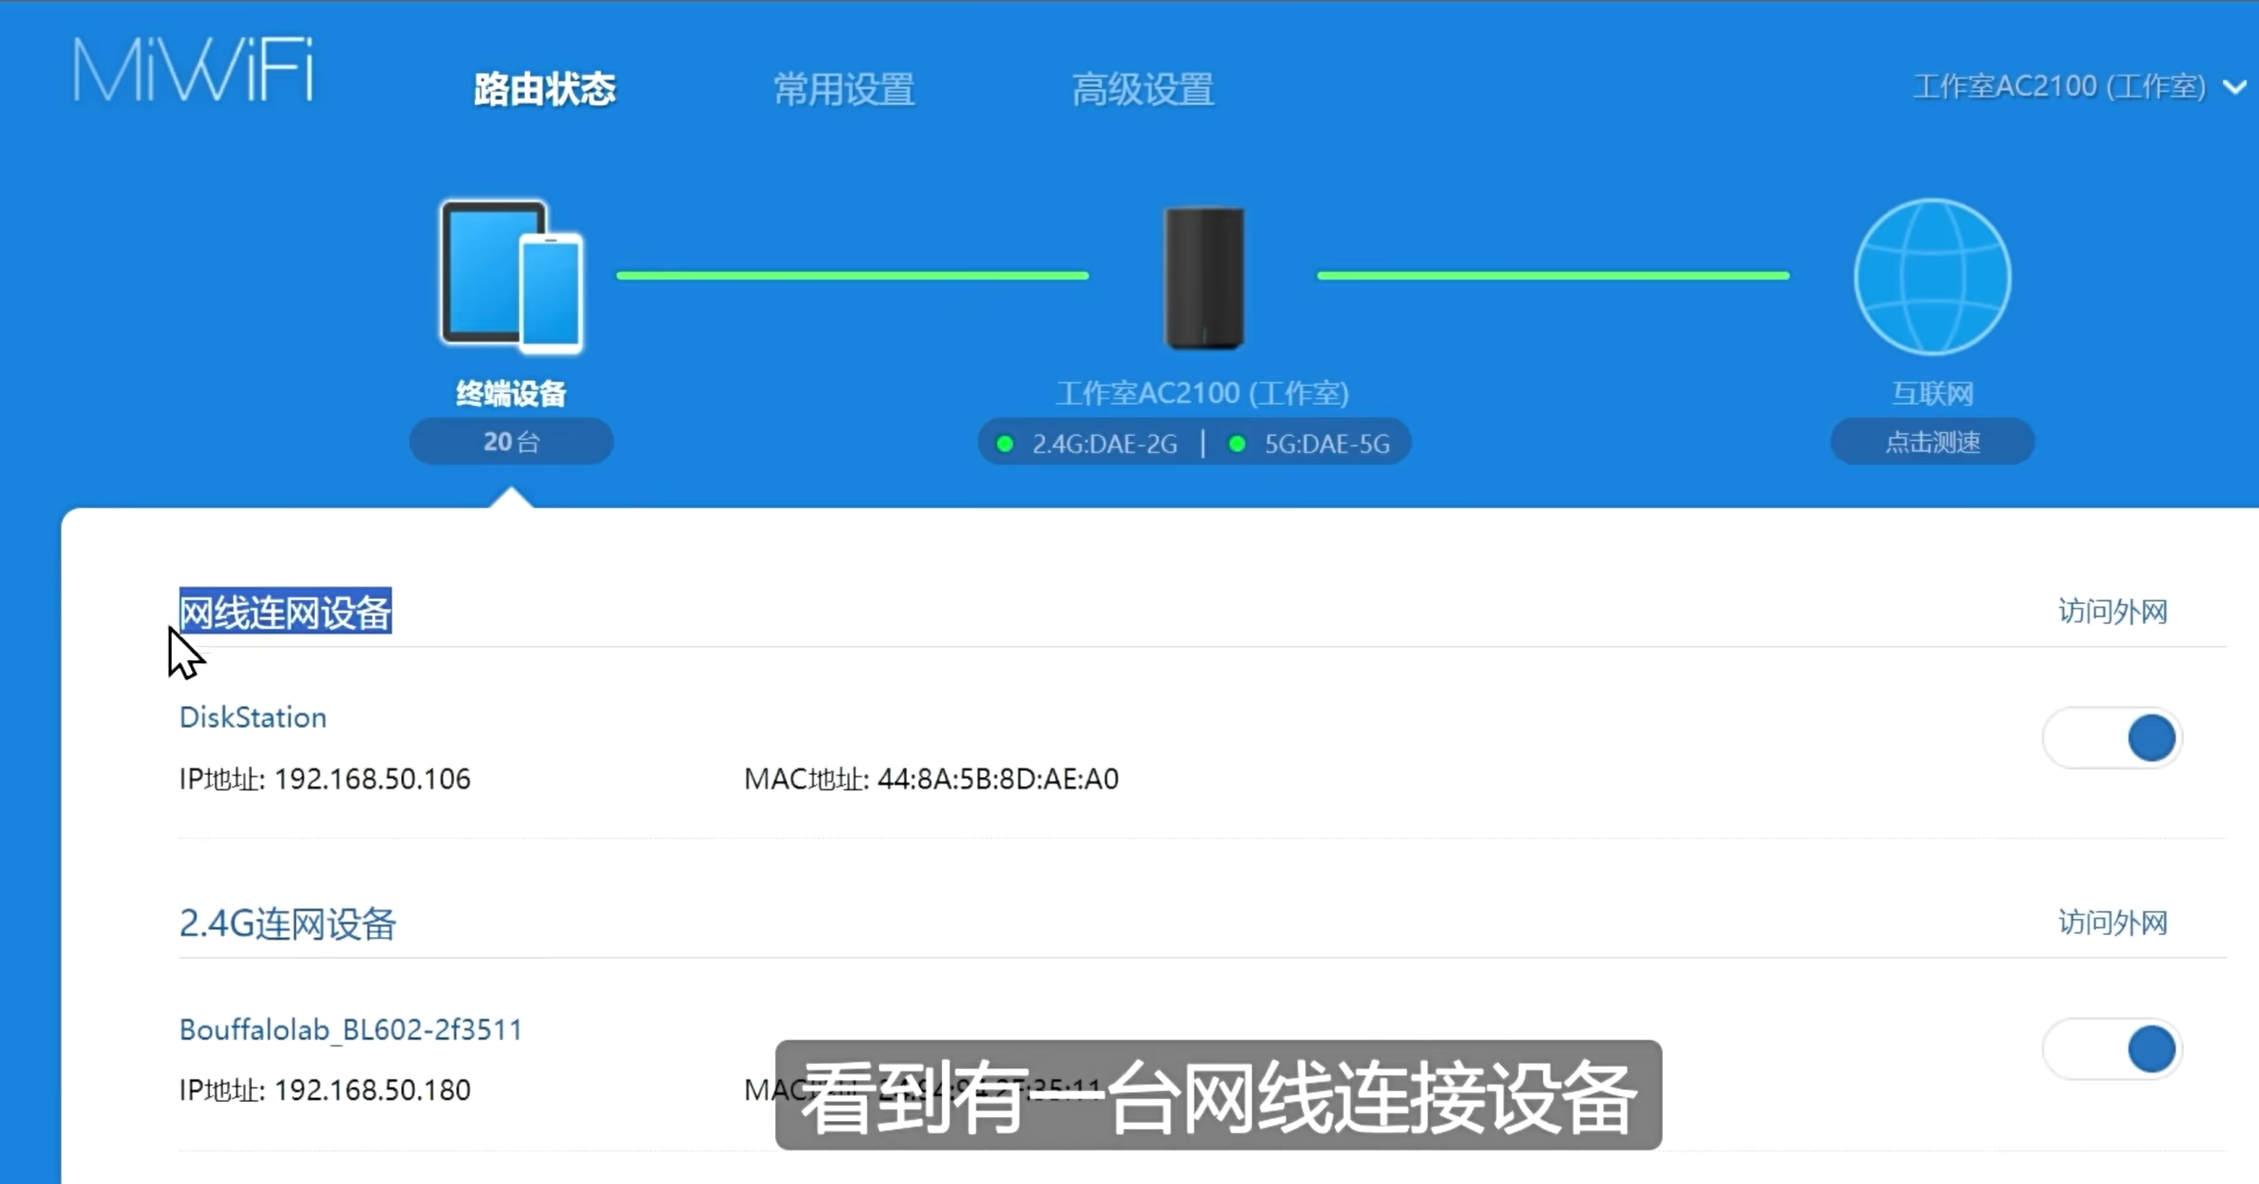 MiWiFi
路由状态
常用设置
高级设置
工作室AC2100 (工作室)
终端设备
工作室AC2100 (工作室)
互联网
20台
2.4G:DAE-2G | 5G:DAE-5G
点击测速
网线连网设备
访问外网
DiskStation
IP地址: 192.168.50.106
MAC地址: 44:8A:5B:8D:AE:A0
2.4G连网设备
访问外网
Bouffalolab_BL602-2f3511
IP地址: 192.168.50.180
看到有一台网线连接设备